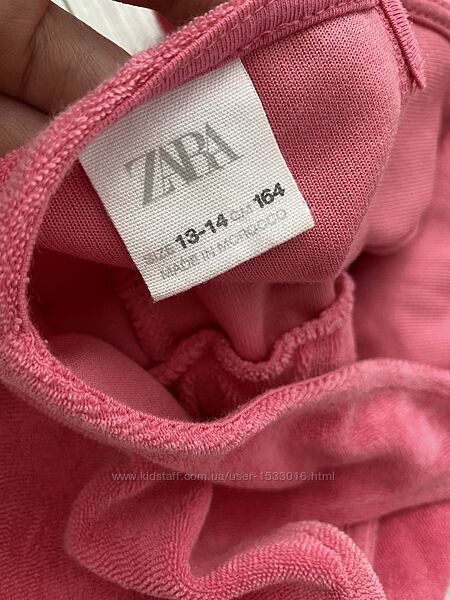 ZARA
SIZE 13-14 CM 164
MADE IN MOROCCO
www.kidstaff.com.ua/user-1533016.html